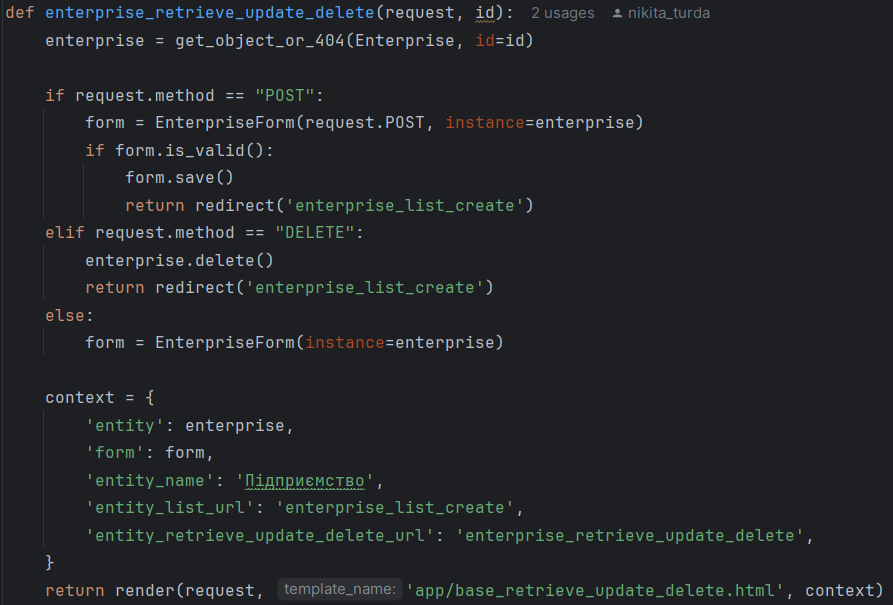 def enterprise_retrieve_update_delete(request, id): 2 usages nikita_turda
    enterprise = get_object_or_404(Enterprise, id=id)

    if request.method == "POST":
        form = EnterpriseForm(request.POST, instance=enterprise)
        if form.is_valid():
            form.save()
            return redirect('enterprise_list_create')
    elif request.method == "DELETE":
        enterprise.delete()
        return redirect('enterprise_list_create')
    else:
        form = EnterpriseForm(instance=enterprise)

    context = {
        'entity': enterprise,
        'form': form,
        'entity_name': 'Підприємство',
        'entity_list_url': 'enterprise_list_create',
        'entity_retrieve_update_delete_url': 'enterprise_retrieve_update_delete',
    }
    return render(request, template_name: 'app/base_retrieve_update_delete.html', context)